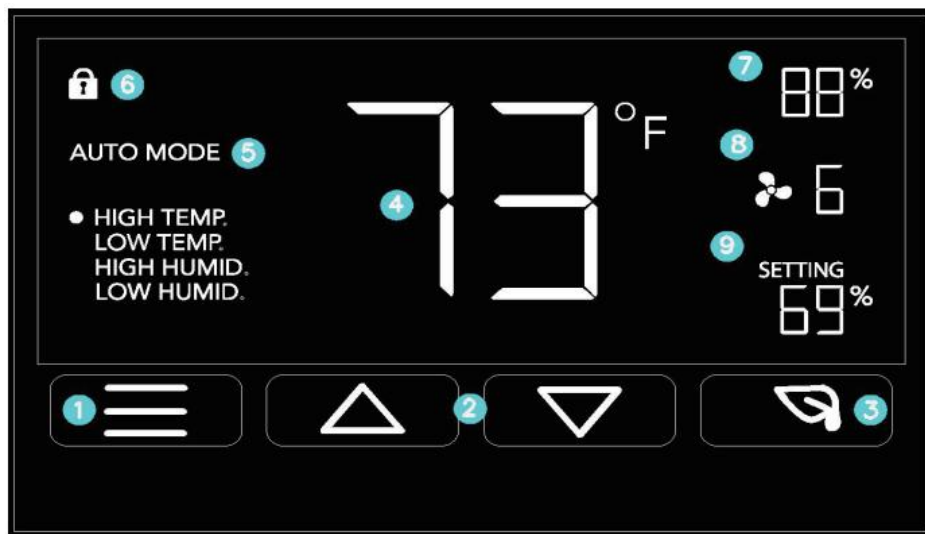 6
AUTO MODE 5
HIGH TEMP.
LOW TEMP.
HIGH HUMID.
LOW HUMID.
4
73°F
7
88%
8
6
9
SETTING
69%
1
2
3